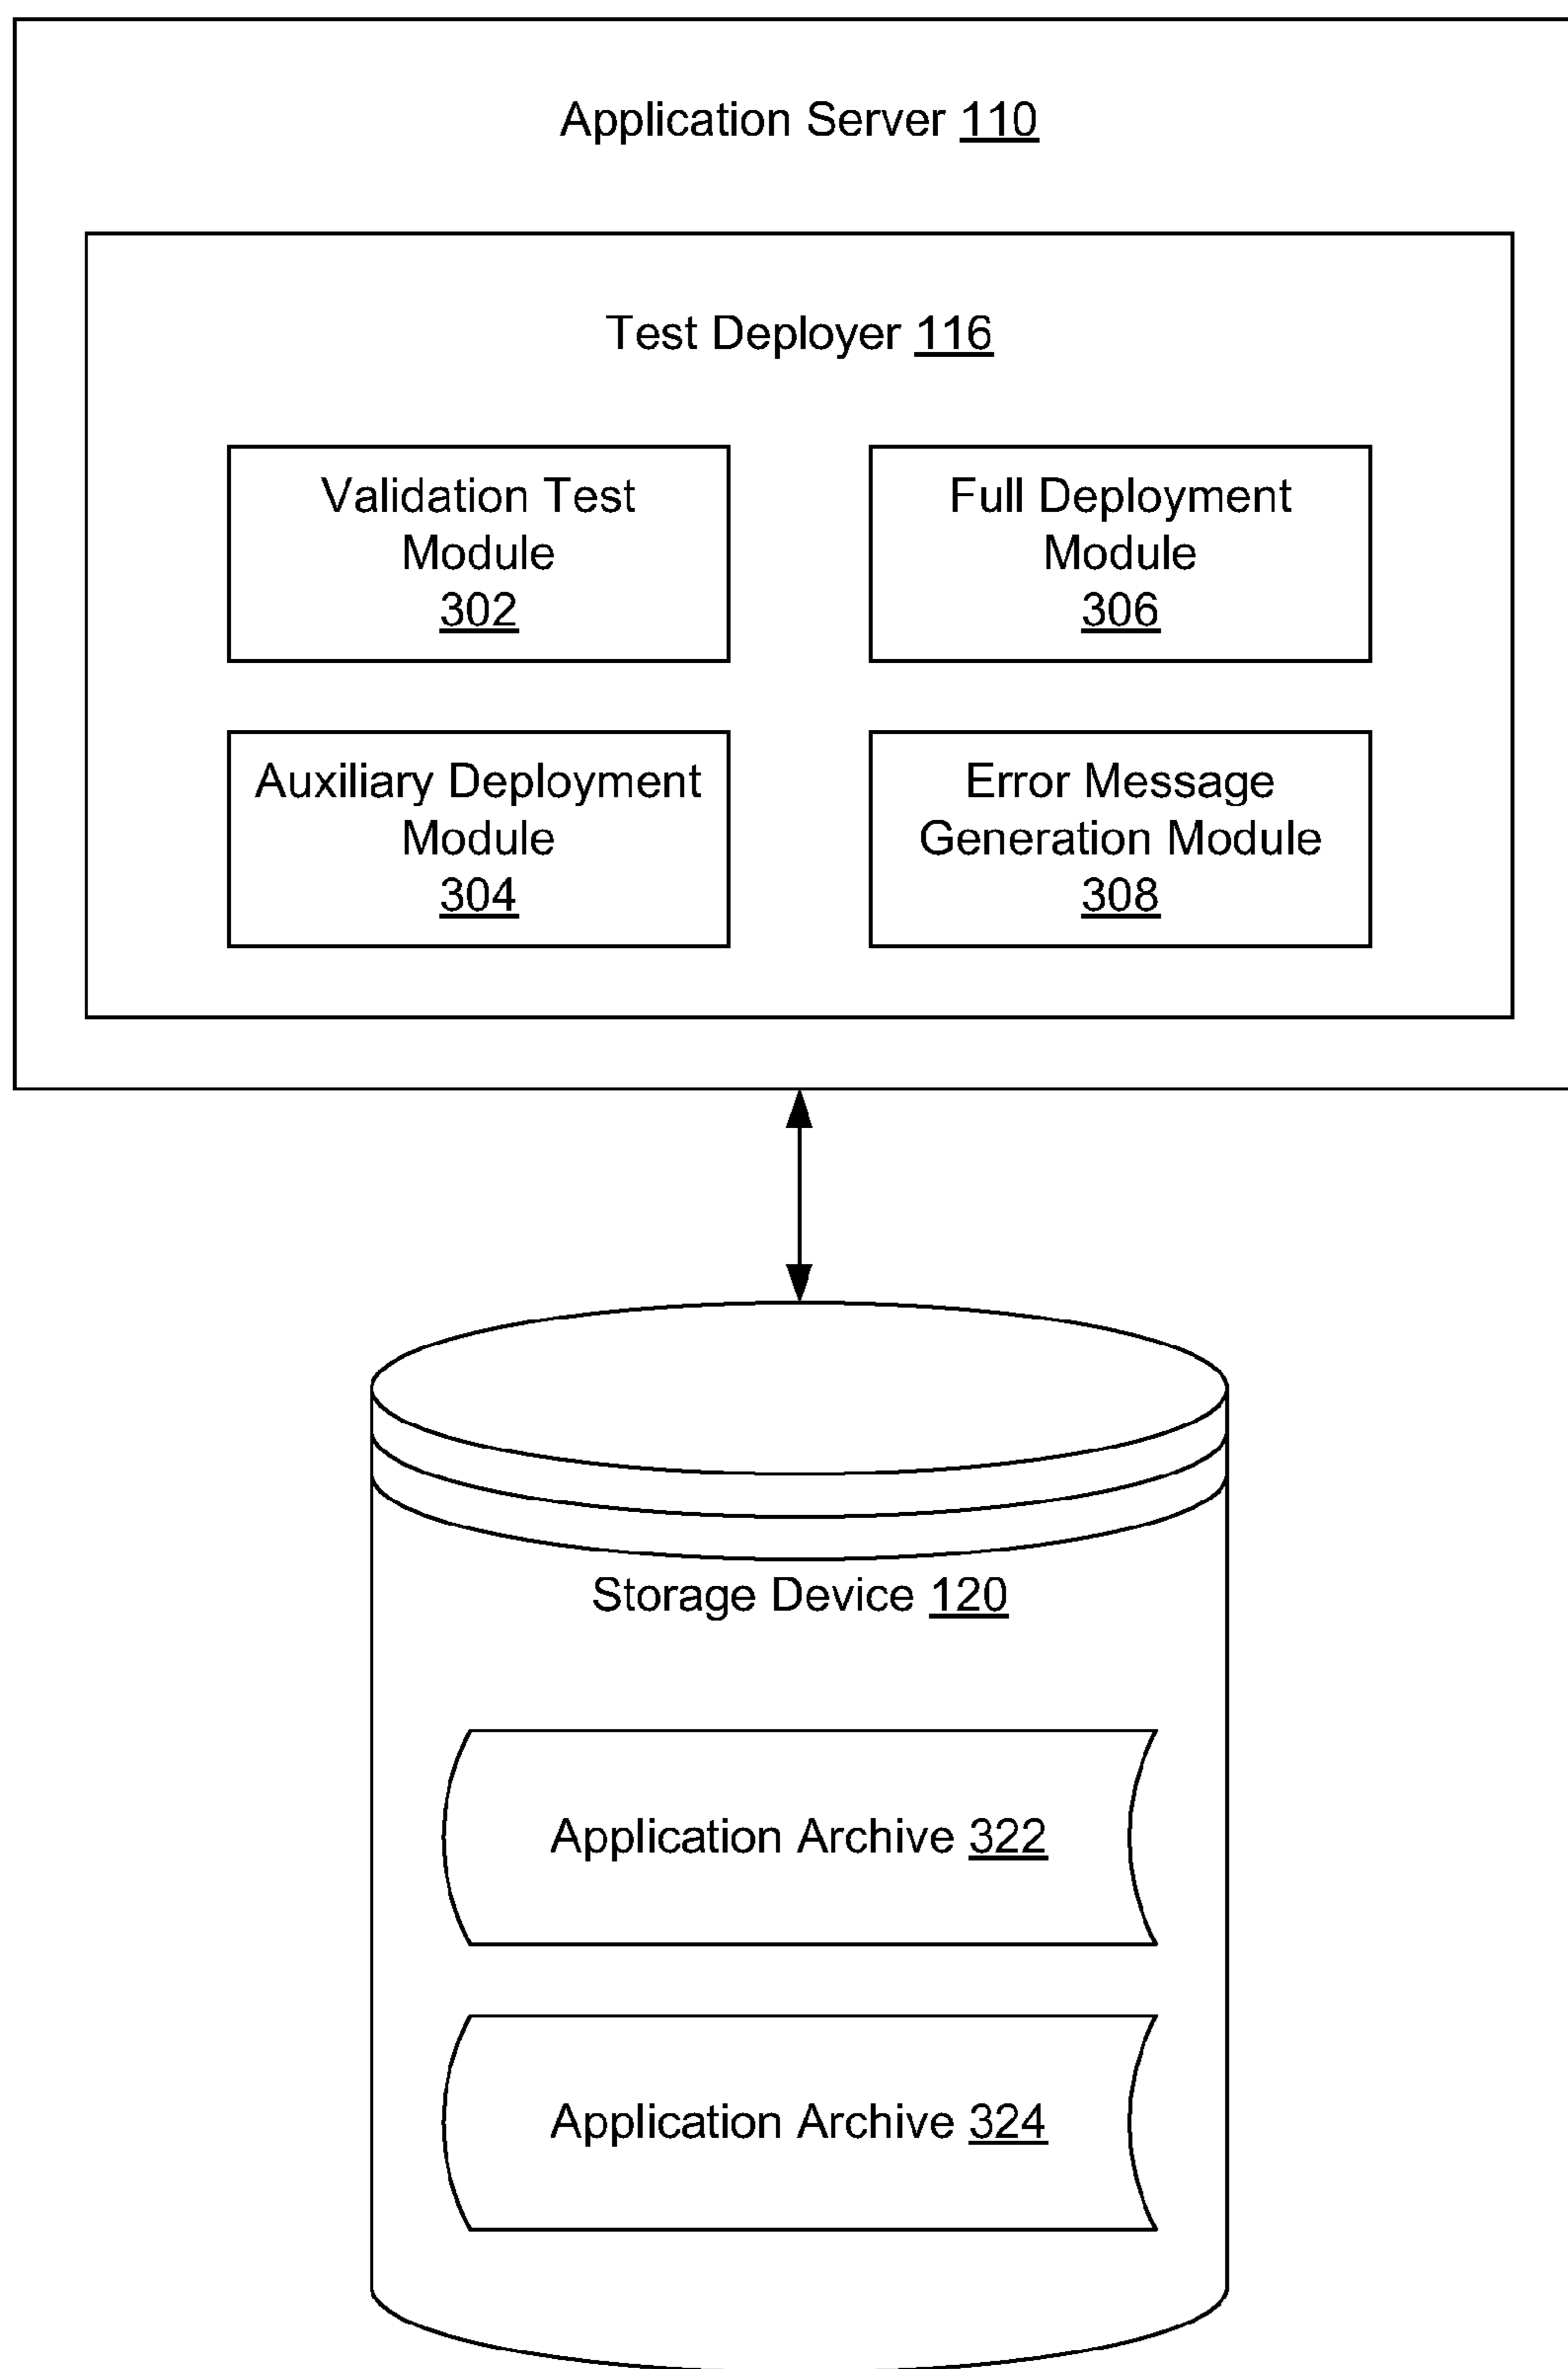 Application Server 110
Test Deployer 116
Validation Test
Module
302
Full Deployment
Module
306
Auxiliary Deployment
Module
304
Error Message
Generation Module
308
Storage Device 120
Application Archive 322
Application Archive 324